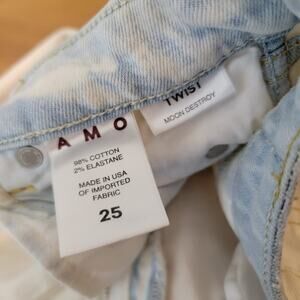 AMO
98% COTTON
2% ELASTANE
MADE IN USA
OF IMPORTED
FABRIC
25
TWIST
MOON DESTROY